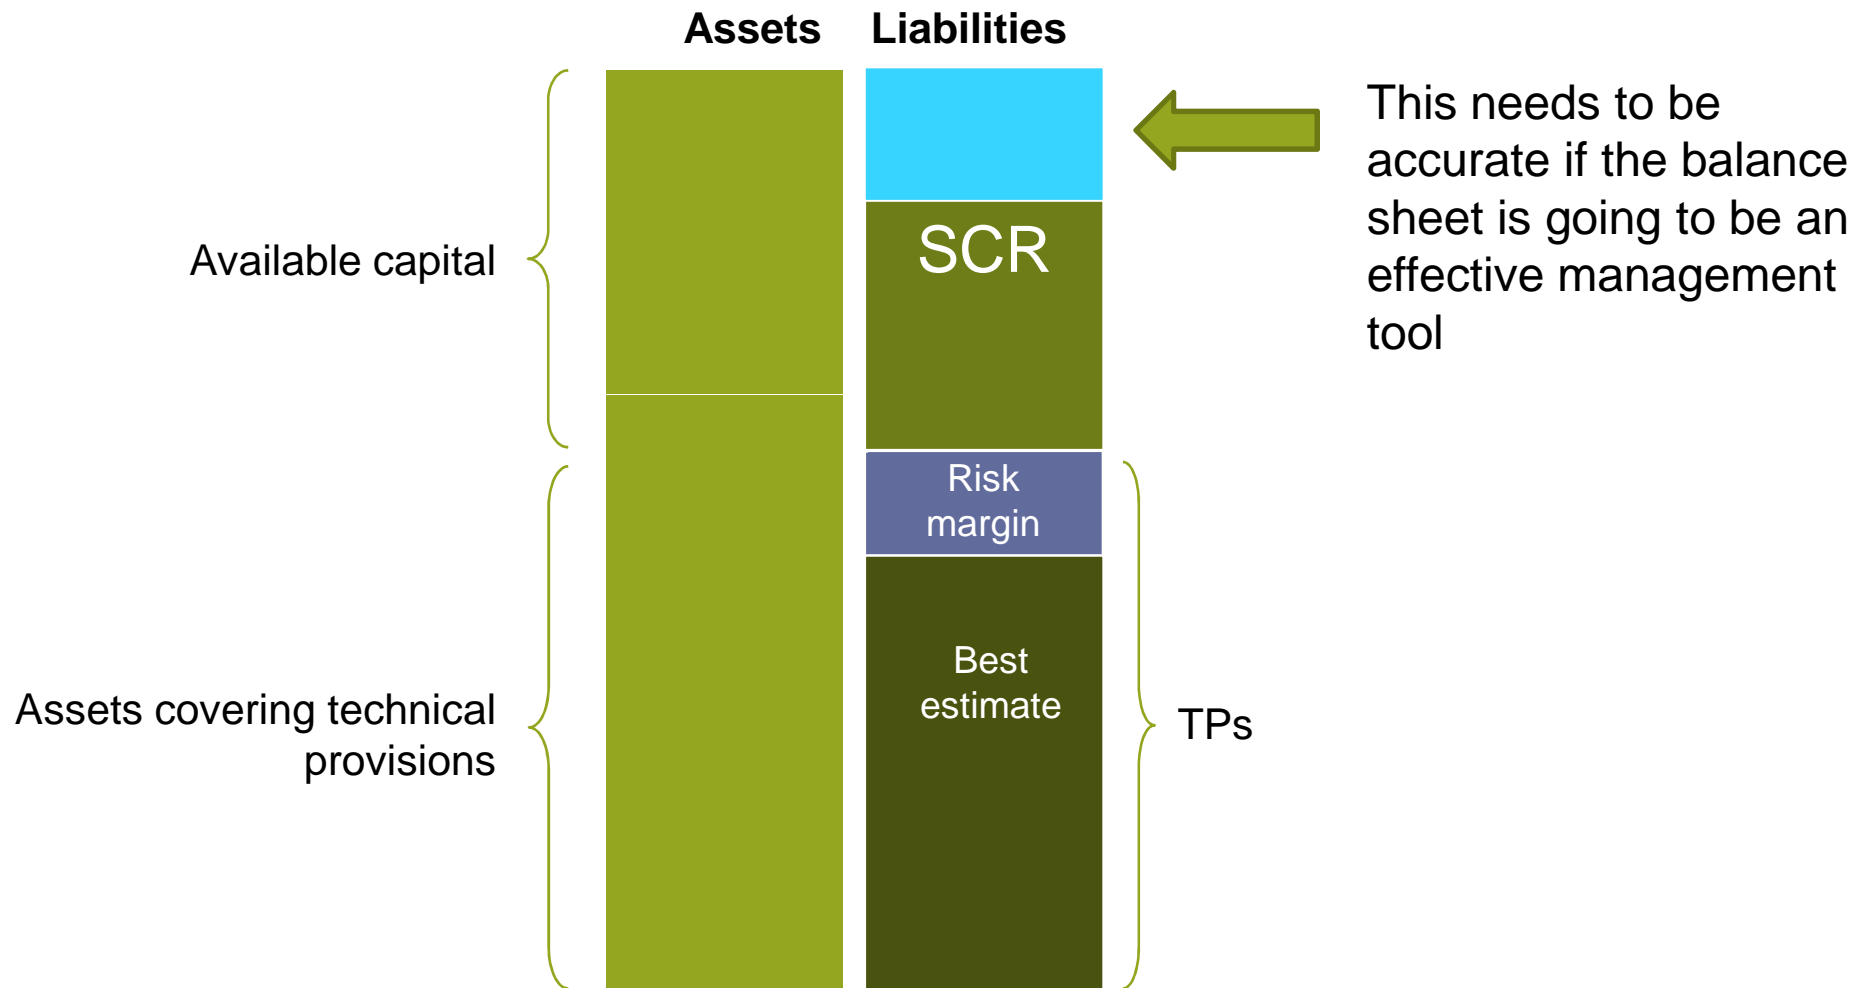 Assets Liabilities
This needs to be
accurate if the balance
sheet is going to be an
effective management
tool
SCR
Available capital
Risk
margin
Best
estimate
Assets covering technical
provisions
TPs